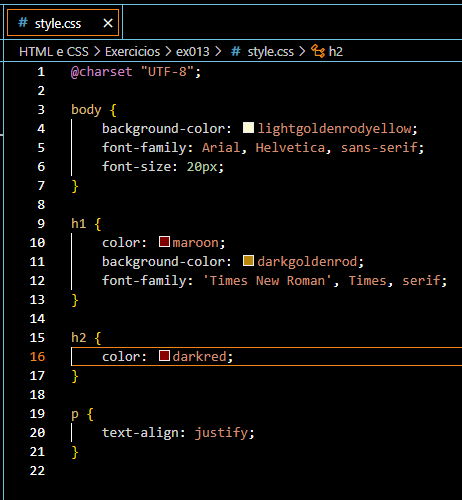 # style.css ×
HTML e CSS > Exercicios > ex013 > # style.css > h2
1 @charset "UTF-8";
2
3 body {
4 background-color: lightgoldenrodyellow;
5 font-family: Arial, Helvetica, sans-serif;
6 font-size: 20px;
7 }
8
9 h1 {
10 color: maroon;
11 background-color: darkgoldenrod;
12 font-family: 'Times New Roman', Times, serif;
13 }
14
15 h2 {
16 color: darkred;
17 }
18
19 p {
20 text-align: justify;
21 }
22